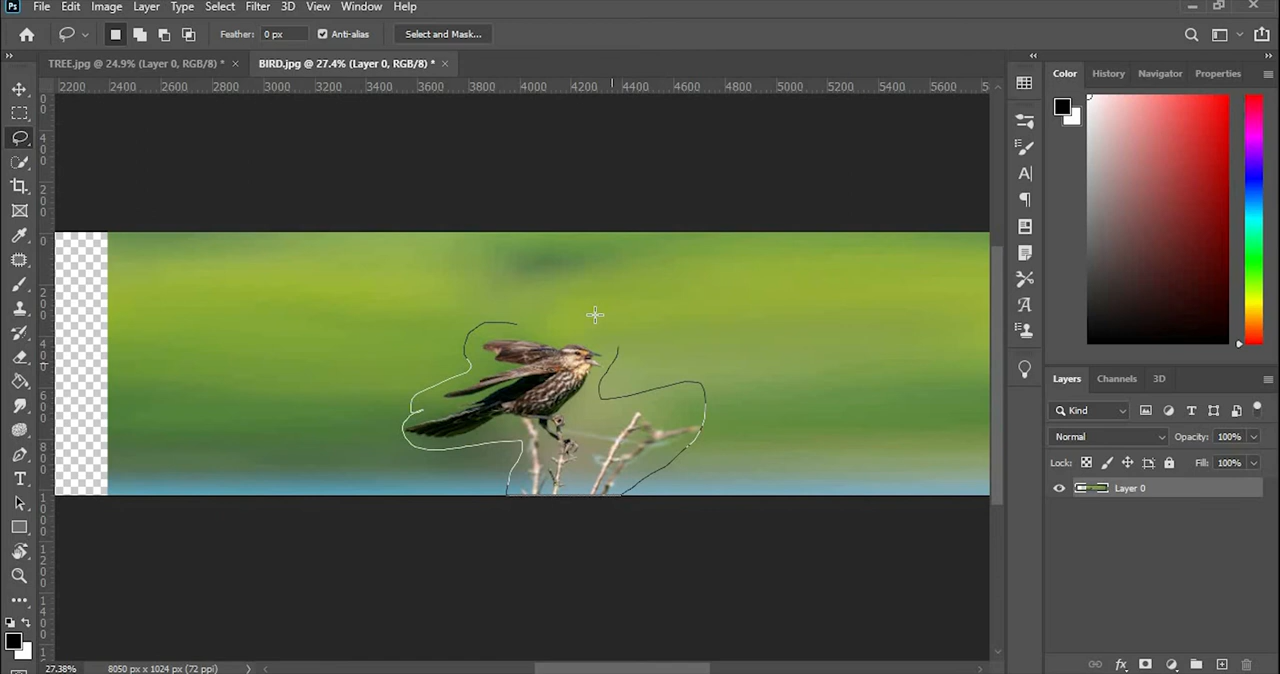 Ps File Edit Image Layer Type Select Filter 3D View Window Help
Feather: 0 px Anti-alias Select and Mask...
TREE.jpg @ 24.9% (Layer 0, RGB/8) * BIRD.jpg @ 27.4% (Layer 0, RGB/8) *
2200 2400 2600 2800 3000 3200 3400 3600 3800 4000 4200 4400 4600 4800 5000 5200 5400 5600
Color History Navigator Properties
Layers Channels 3D
Kind
Normal Opacity: 100%
Lock: Fill: 100%
Layer 0
27.38% 8050 px x 1024 px (72 ppi)